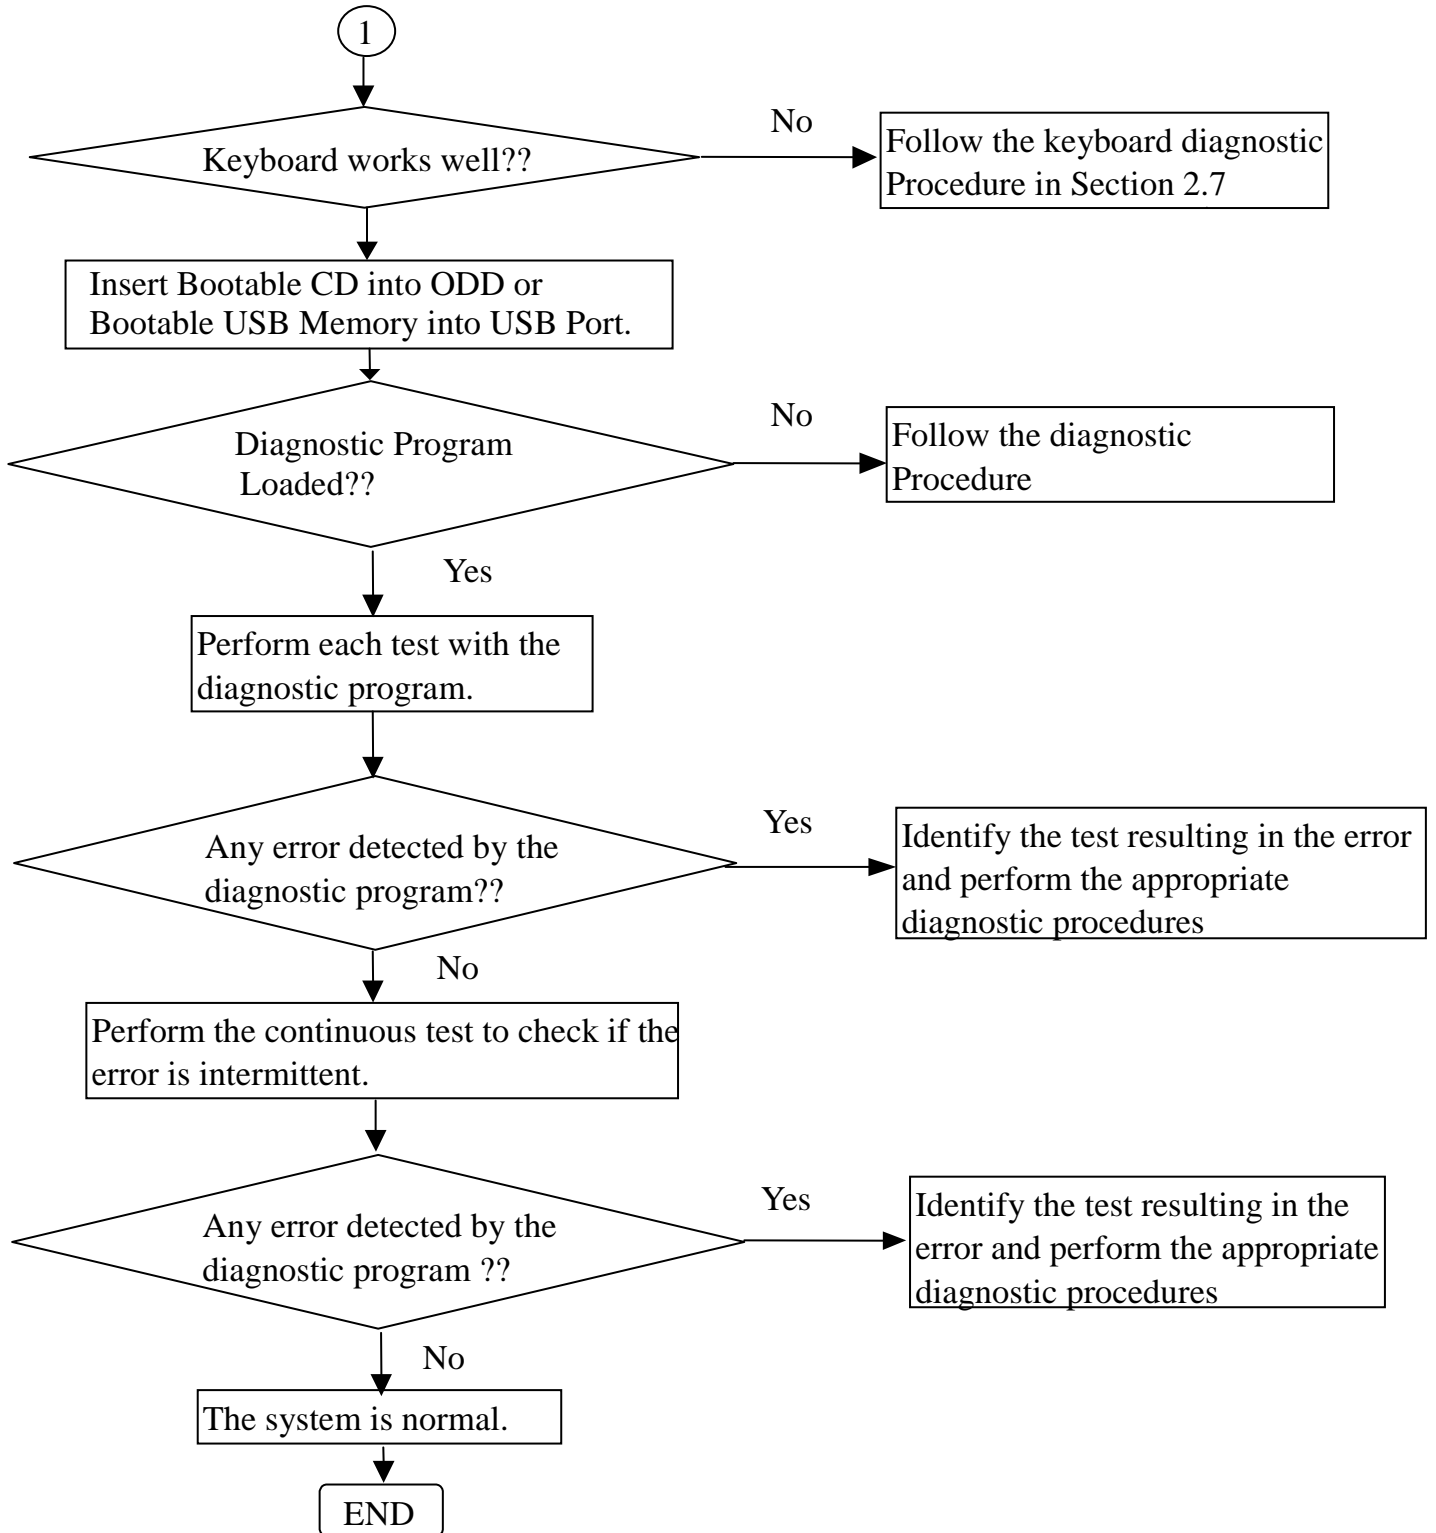 1
No
Keyboard works well??
Follow the keyboard diagnostic
Procedure in Section 2.7
Insert Bootable CD into ODD or
Bootable USB Memory into USB Port.
No
Diagnostic Program
Loaded??
Follow the diagnostic
Procedure
Yes
Perform each test with the
diagnostic program.
Yes
Any error detected by the
diagnostic program??
Identify the test resulting in the error
and perform the appropriate
diagnostic procedures
No
Perform the continuous test to check if the
error is intermittent.
Yes
Any error detected by the
diagnostic program ??
Identify the test resulting in the
error and perform the appropriate
diagnostic procedures
No
The system is normal.
END